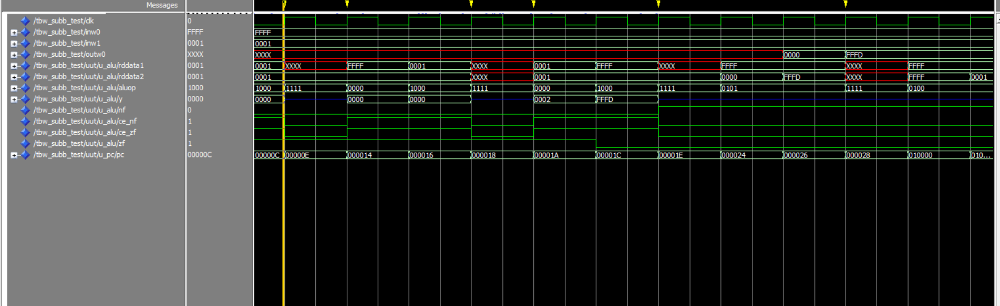 Messages
/tbw_subb_test/clk 0
/tbw_subb_test/inw0 FFFF FFFF
/tbw_subb_test/inw1 0001 0001
/tbw_subb_test/outw0 XXXX XXXX 0000 FFFD
/tbw_subb_test/uut/u_alu/rddata1 0001 0001 XXXX FFFF 0001 XXXX 0001 FFFF XXXX FFFF XXXX FFFF
/tbw_subb_test/uut/u_alu/rddata2 0001 0001 XXXX 0001 0000 FFFD XXXX FFFF 0001
/tbw_subb_test/uut/u_alu/aluop 1000 1000 1111 0000 1000 1111 0000 1000 1111 0101 1111 0100
/tbw_subb_test/uut/u_alu/y 0000 0000 0000 0000 0002 FFFD
/tbw_subb_test/uut/u_alu/nf 0
/tbw_subb_test/uut/u_alu/ce_nf 1
/tbw_subb_test/uut/u_alu/ce_zf 1
/tbw_subb_test/uut/u_alu/zf 1
/tbw_subb_test/uut/u_pc/pc 00000C 00000C 00000E 000014 000016 000018 00001A 00001C 00001E 000024 000026 000028 010000 010...